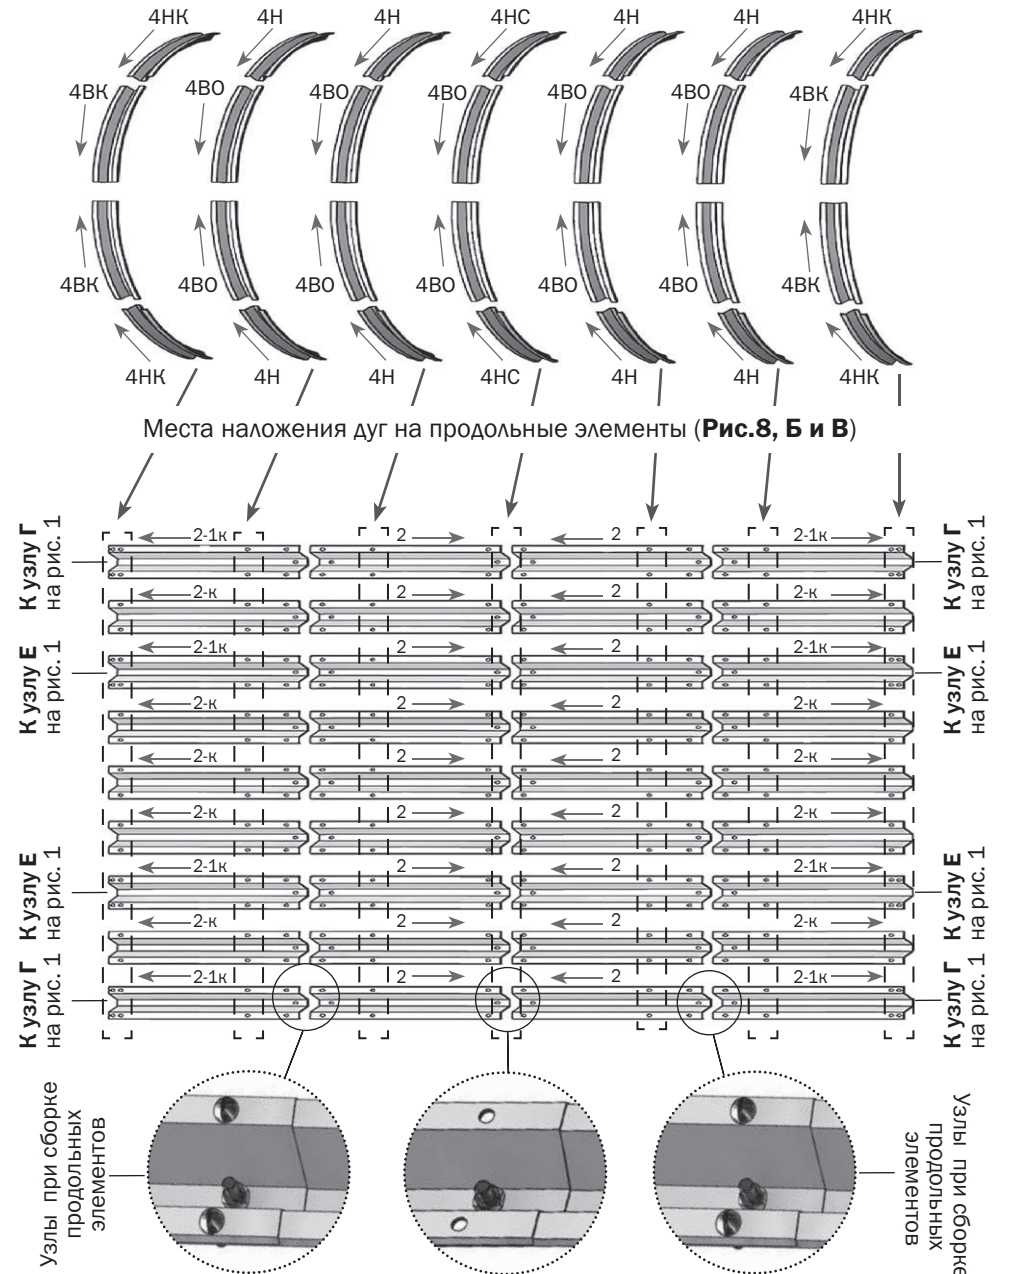 4НК 4Н 4Н 4НС 4Н 4Н 4НК
4ВК 4ВО 4ВО 4ВО 4ВО 4ВО 4ВК
4ВК 4ВО 4ВО 4ВО 4ВО 4ВО 4ВК
4НК 4Н 4Н 4НС 4Н 4Н 4НК
Места наложения дуг на продольные элементы (Рис.8, Б и В)
К узлу Г
на рис. 1
2-1к 2 2 2-1к
К узлу Г
на рис. 1
2-к 2 2 2-к
К узлу Е
на рис. 1
2-1к 2 2 2-1к
К узлу Е
на рис. 1
2-к 2 2 2-к
2-к 2 2 2-к
2-к 2 2 2-к
К узлу Е
на рис. 1
2-1к 2 2 2-1к
К узлу Е
на рис. 1
2-к 2 2 2-к
К узлу Г
на рис. 1
2-1к 2 2 2-1к
К узлу Г
на рис. 1
Узлы при сборке
продольных
элементов
Узлы при сборке
продольных
элементов